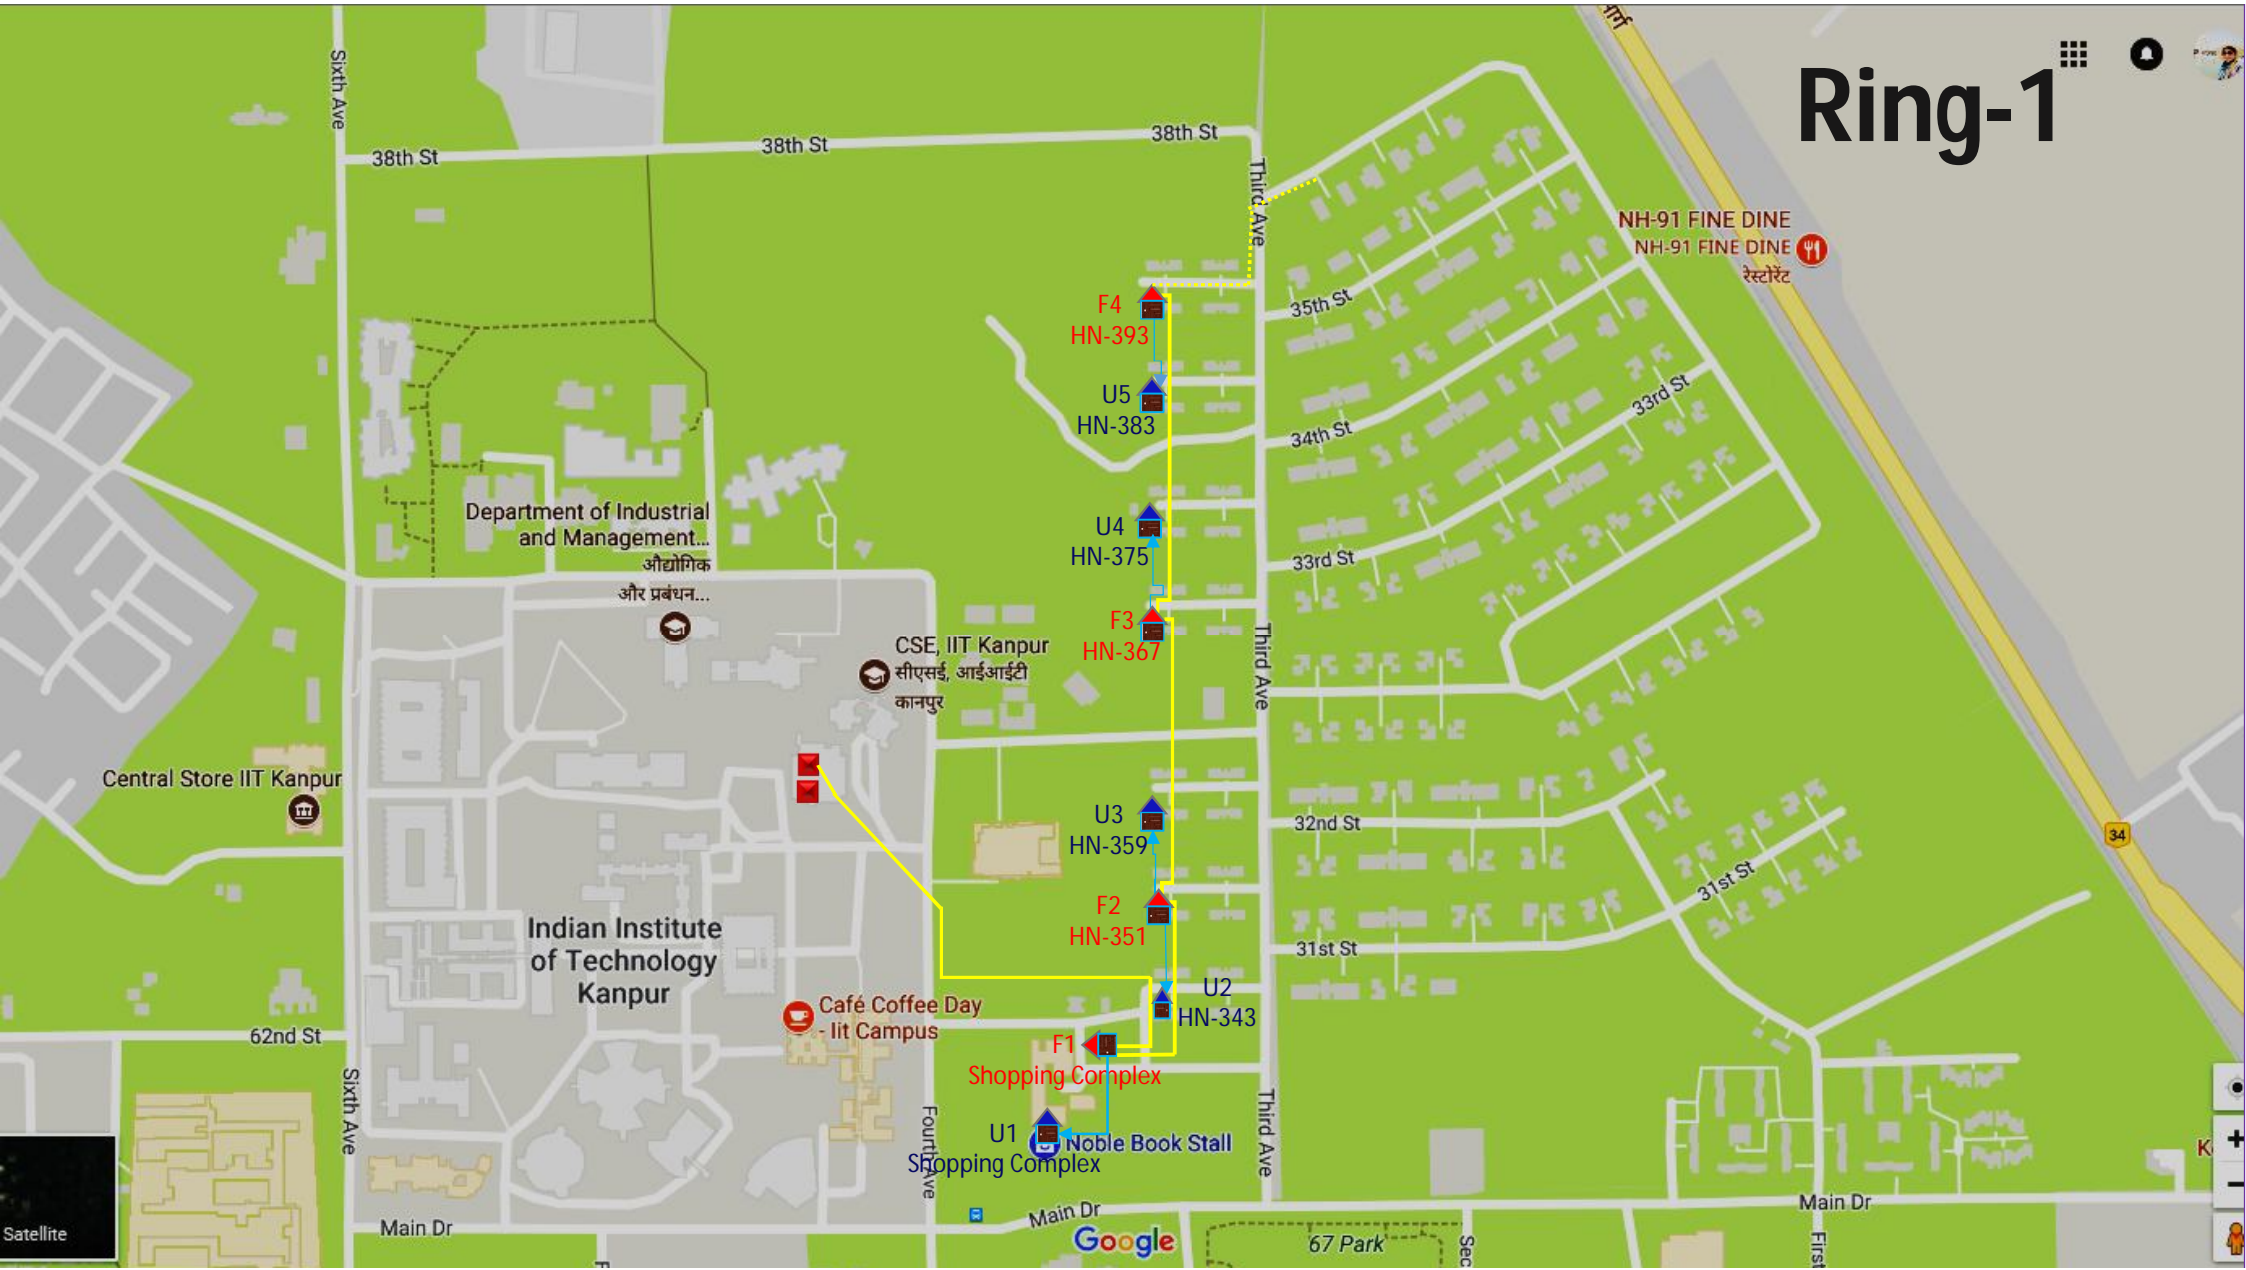 Ring-1
Sixth Ave
38th St
38th St
38th St
Third Ave
मार्ग
NH-91 FINE DINE
NH-91 FINE DINE
रेस्टोरेंट
F4
HN-393
35th St
U5
HN-383
33rd St
34th St
Department of Industrial
and Management...
औद्योगिक
और प्रबंधन...
U4
HN-375
33rd St
F3
HN-367
CSE, IIT Kanpur
सीएसई, आईआईटी
कानपुर
Third Ave
Central Store IIT Kanpur
U3
HN-359
32nd St
34
31st St
F2
HN-351
Indian Institute
of Technology
Kanpur
31st St
U2
HN-343
Café Coffee Day
- Iit Campus
62nd St
F1
Shopping Complex
Sixth Ave
Fourth Ave
Third Ave
U1
Noble Book Stall
Shopping Complex
Main Dr
Main Dr
Main Dr
Google
67 Park
Sec
First
Satellite